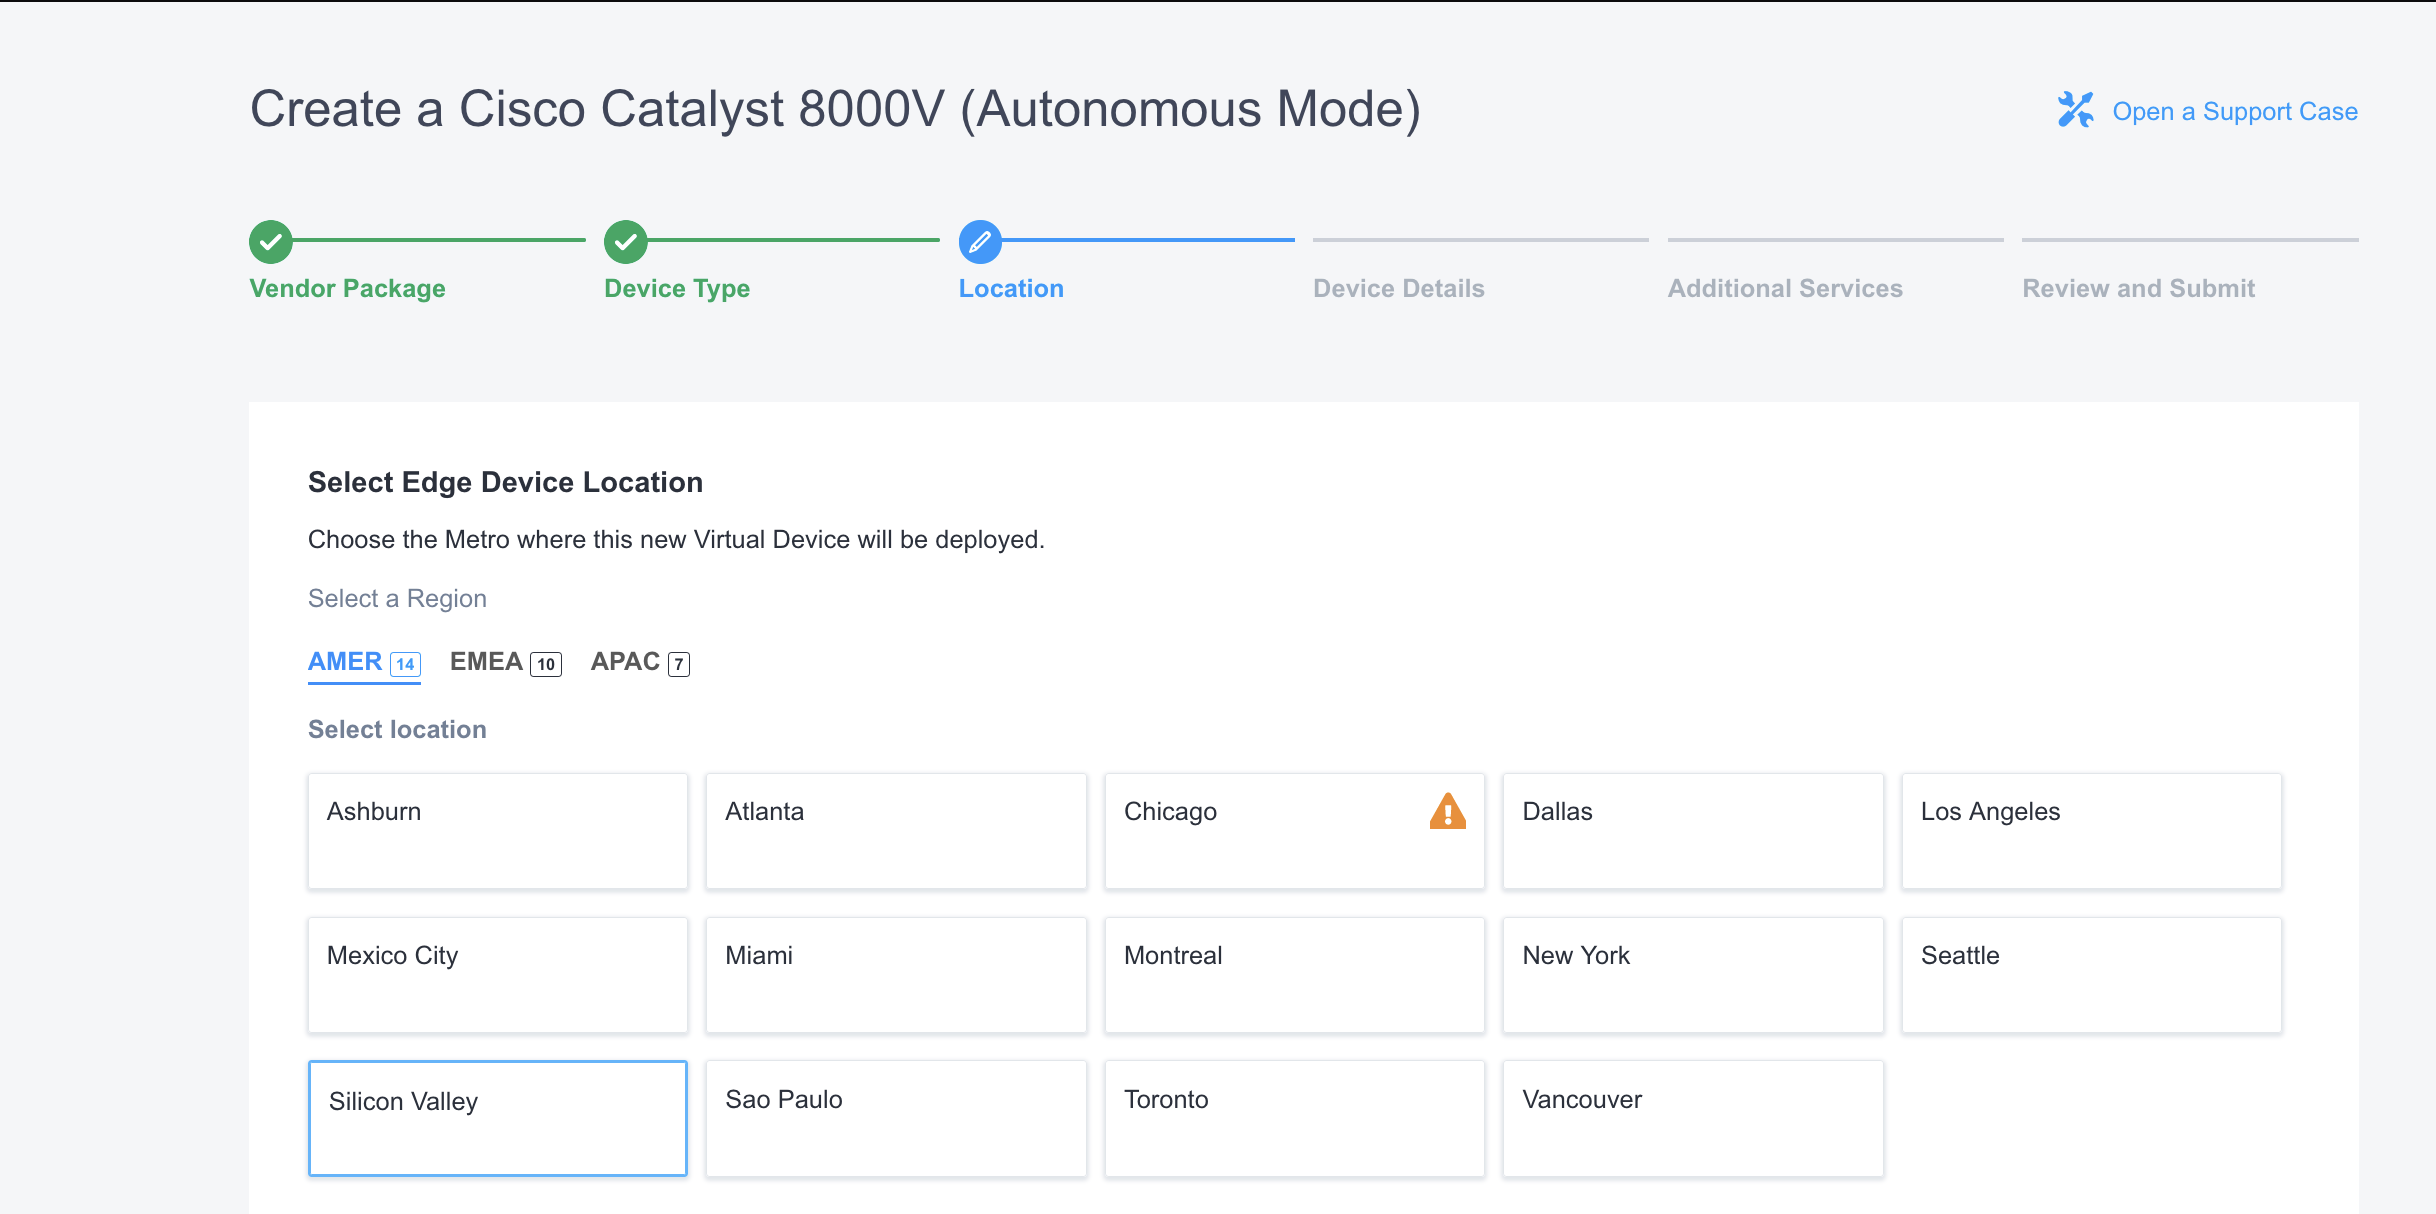 Create a Cisco Catalyst 8000V (Autonomous Mode)
Open a Support Case
Vendor Package
Device Type
Location
Device Details
Additional Services
Review and Submit
Select Edge Device Location
Choose the Metro where this new Virtual Device will be deployed.
Select a Region
AMER 14 EMEA 10 APAC 7
Select location
Ashburn
Atlanta
Chicago
Dallas
Los Angeles
Mexico City
Miami
Montreal
New York
Seattle
Silicon Valley
Sao Paulo
Toronto
Vancouver